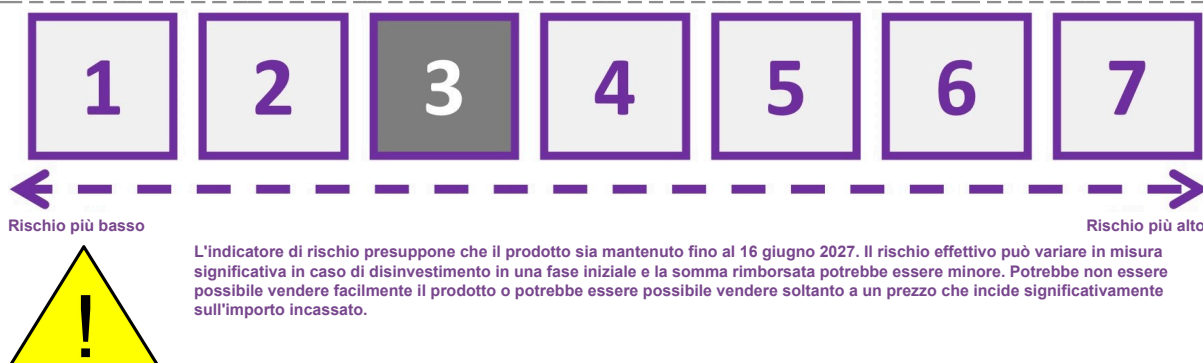 1 2 3 4 5 6 7
Rischio più basso Rischio più alto
L'indicatore di rischio presuppone che il prodotto sia mantenuto fino al 16 giugno 2027. Il rischio effettivo può variare in misura
significativa in caso di disinvestimento in una fase iniziale e la somma rimborsata potrebbe essere minore. Potrebbe non essere
possibile vendere facilmente il prodotto o potrebbe essere possibile vendere soltanto a un prezzo che incide significativamente
sull'importo incassato.
!